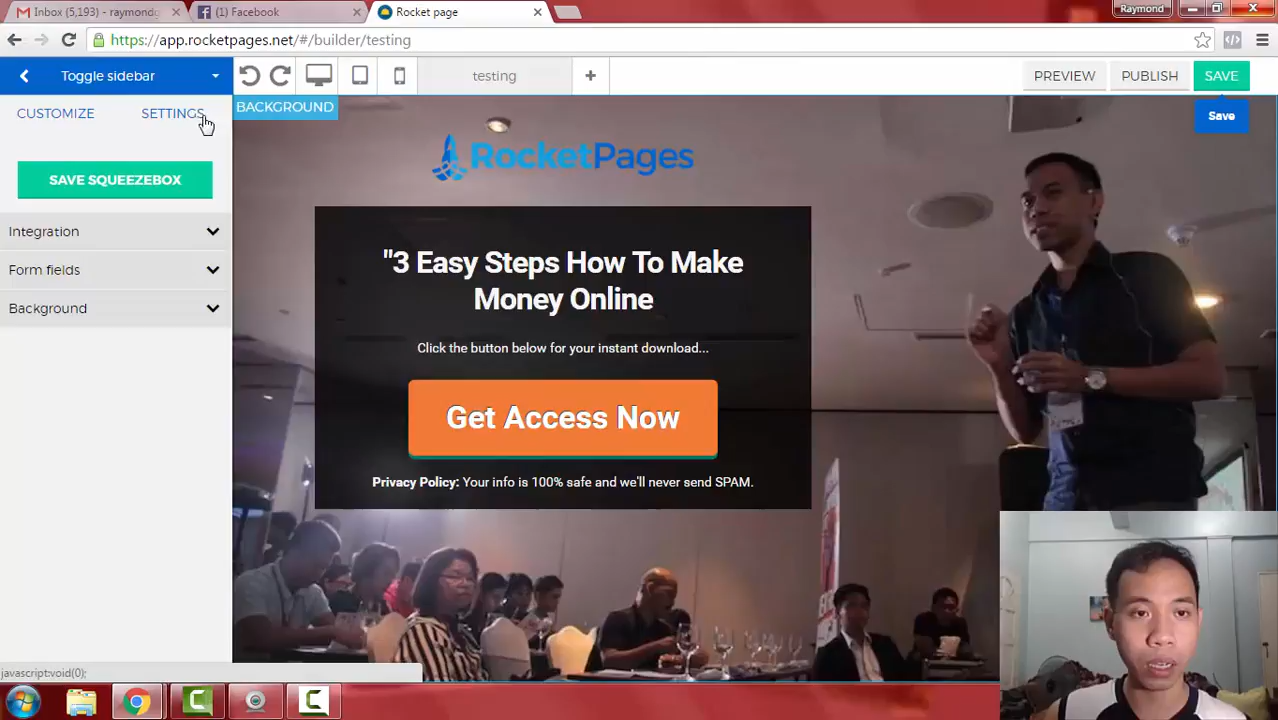 Inbox (5,193) - raymondg
(1) Facebook
Rocket page
Raymond
https://app.rocketpages.net/#/builder/testing
Toggle sidebar
testing
PREVIEW
PUBLISH
SAVE
CUSTOMIZE
SETTINGS
BACKGROUND
Save
RocketPages
SAVE SQUEEZEBOX
Integration
Form fields
Background
"3 Easy Steps How To Make
Money Online
Click the button below for your instant download...
Get Access Now
Privacy Policy: Your info is 100% safe and we'll never send SPAM.
javascript:void(0);